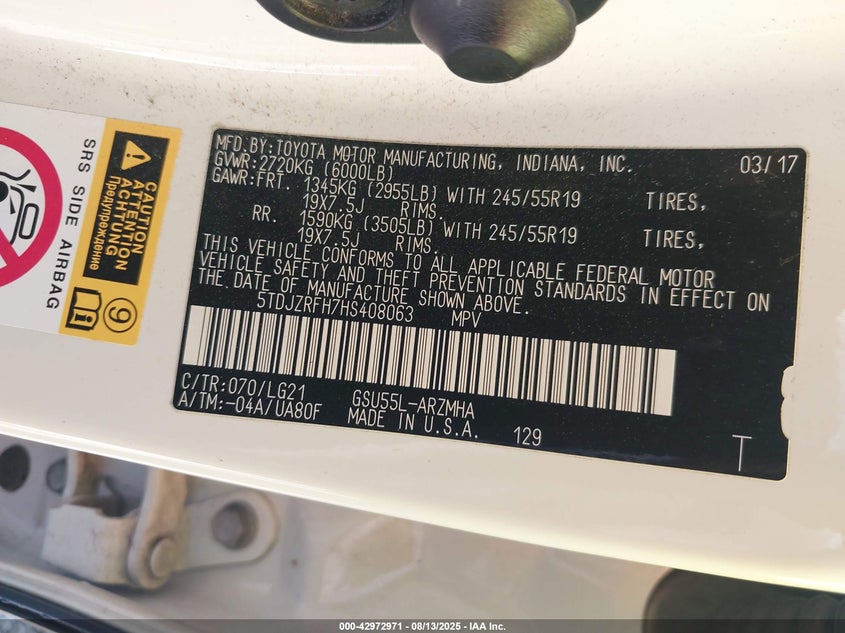 MFD.BY:TOYOTA MOTOR MANUFACTURING, INDIANA, INC. 03/17
GVWR:2720KG (6000LB)
GAWR:FRT. 1345KG (2955LB) WITH 245/55R19 TIRES,
19X7.5J RIMS.
RR. 1590KG (3505LB) WITH 245/55R19 TIRES,
19X7.5J RIMS.
THIS VEHICLE CONFORMS TO ALL APPLICABLE FEDERAL MOTOR
VEHICLE SAFETY AND THEFT PREVENTION STANDARDS IN EFFECT ON
THE DATE OF MANUFACTURE SHOWN ABOVE.
5TDJZRFH7HS408063 MPV
C/TR:070/LG21 GSU55L-ARZMHA
A/TM:-04A/UA80F MADE IN U.S.A. 129
T
SRS SIDE AIRBAG
CAUTION
ATTENTION
ACHTUNG
Предупреждение
9
000-42972971 - 08/13/2025 - IAA Inc.